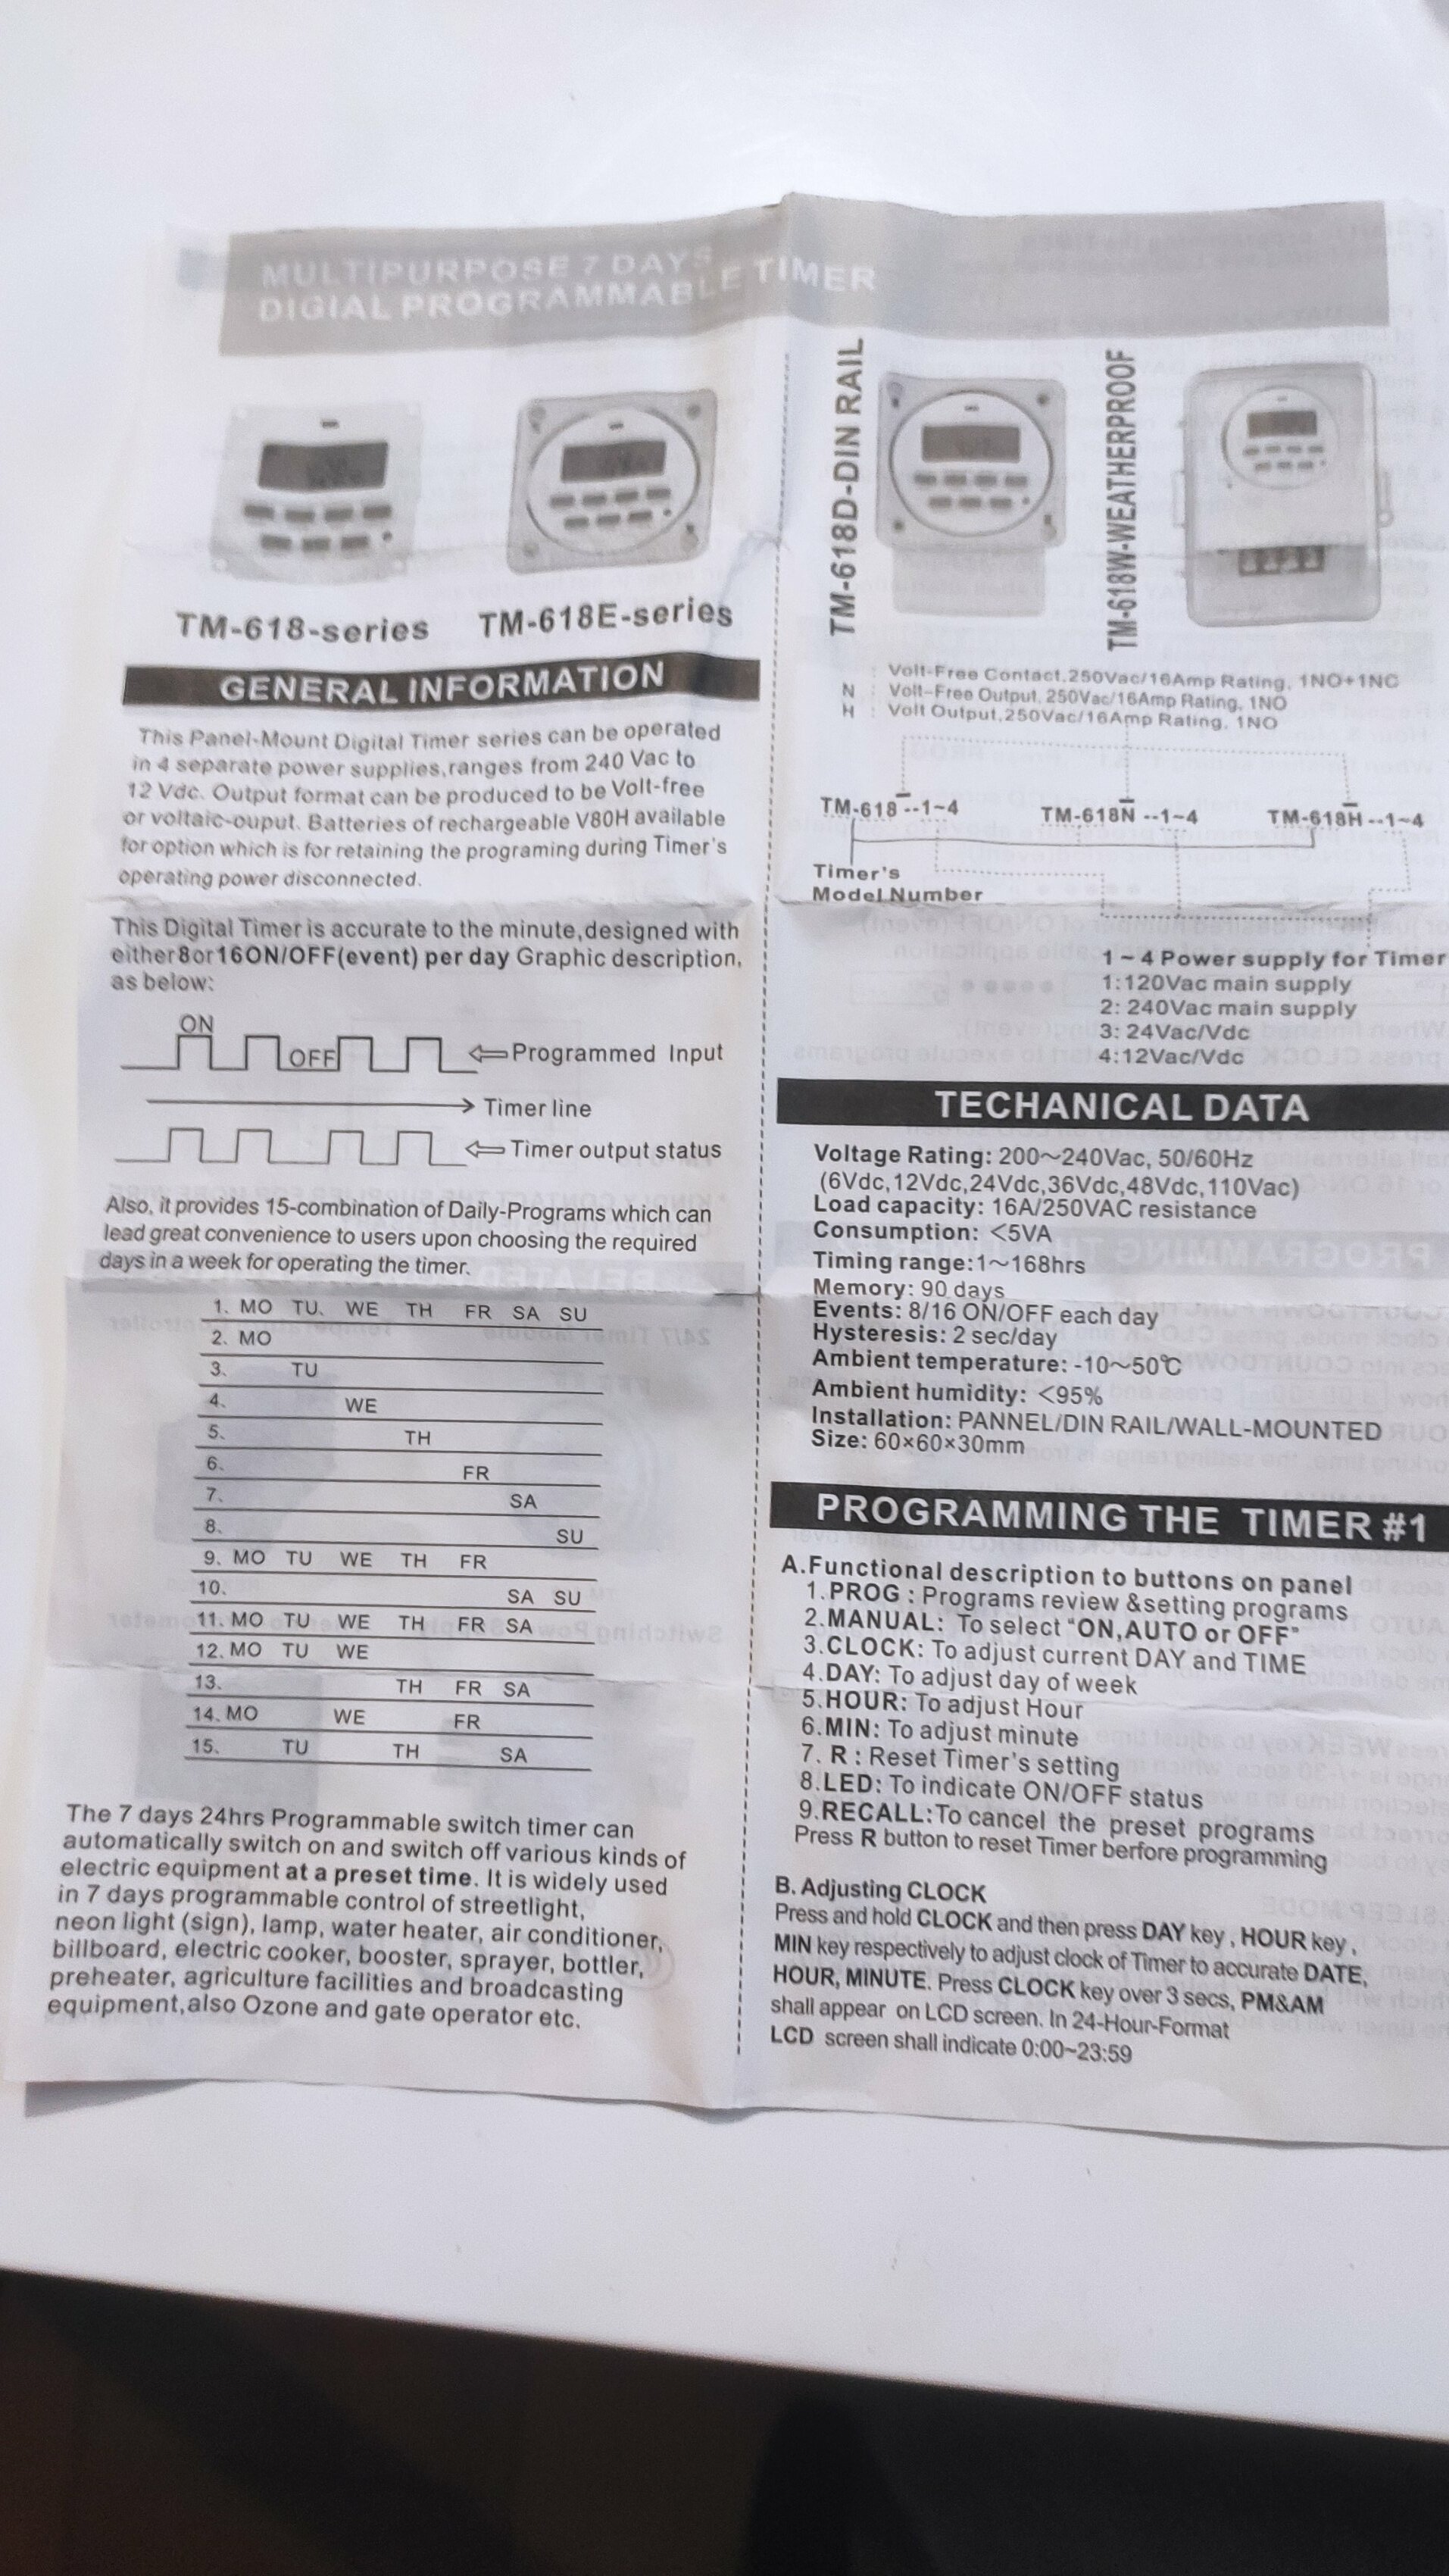 MULTIPURPOSE 7 DAYS
DIGIAL PROGRAMMABLE TIMER
TM-618-series
TM-618E-series
GENERAL INFORMATION
This Panel-Mount Digital Timer series can be operated
in 4 separate power supplies,ranges from 240 Vac to
12 Vdc. Output format can be produced to be Volt-free
or voltaic-ouput. Batteries of rechargeable V80H available
for option which is for retaining the programing during Timer's
operating power disconnected.
This Digital Timer is accurate to the minute,designed with
either8or16ON/OFF(event) per day Graphic description,
as below:
ON
OFF
Programmed Input
Timer line
Timer output status
Also, it provides 15-combination of Daily-Programs which can
lead great convenience to users upon choosing the required
days in a week for operating the timer.
1. MO TU、 WE TH FR SA SU
2. MO
3、 TU
4、 WE
5、 TH
6、 FR
7、 SA
8、 SU
9. MO TU WE TH FR
10. SA SU
11. MO TU WE TH FR SA
12. MO TU WE
13. TH FR SA
14. MO WE FR
15. TU TH SA
The 7 days 24hrs Programmable switch timer can
automatically switch on and switch off various kinds of
electric equipment at a preset time. It is widely used
in 7 days programmable control of streetlight,
neon light (sign), lamp, water heater, air conditioner,
billboard, electric cooker, booster, sprayer, bottler,
preheater, agriculture facilities and broadcasting
equipment,also Ozone and gate operator etc.
TM-618D-DIN RAIL
TM-618W-WEATHERPROOF
: Volt-Free Contact,250Vac/16Amp Rating, 1NO+1NC
N : Volt-Free Output, 250Vac/16Amp Rating, 1NO
H : Volt Output,250Vac/16Amp Rating, 1NO
TM-618 --1~4 TM-618N --1~4 TM-618H --1~4
Timer's
Model Number
1 ~ 4 Power supply for Timer
1:120Vac main supply
2: 240Vac main supply
3: 24Vac/Vdc
4:12Vac/Vdc
TECHANICAL DATA
Voltage Rating: 200~240Vac, 50/60Hz
(6Vdc,12Vdc,24Vdc,36Vdc,48Vdc,110Vac)
Load capacity: 16A/250VAC resistance
Consumption: <5VA
Timing range:1~168hrs
Memory: 90 days
Events: 8/16 ON/OFF each day
Hysteresis: 2 sec/day
Ambient temperature: -10~50℃
Ambient humidity: <95%
Installation: PANNEL/DIN RAIL/WALL-MOUNTED
Size: 60×60×30mm
PROGRAMMING THE TIMER #1
A.Functional description to buttons on panel
1.PROG : Programs review &setting programs
2.MANUAL: To select "ON,AUTO or OFF"
3.CLOCK: To adjust current DAY and TIME
4.DAY: To adjust day of week
5.HOUR: To adjust Hour
6.MIN: To adjust minute
7. R : Reset Timer's setting
8.LED: To indicate ON/OFF status
9.RECALL:To cancel the preset programs
Press R button to reset Timer berfore programming
B. Adjusting CLOCK
Press and hold CLOCK and then press DAY key , HOUR key ,
MIN key respectively to adjust clock of Timer to accurate DATE,
HOUR, MINUTE. Press CLOCK key over 3 secs, PM&AM
shall appear on LCD screen. In 24-Hour-Format
LCD screen shall indicate 0:00~23:59